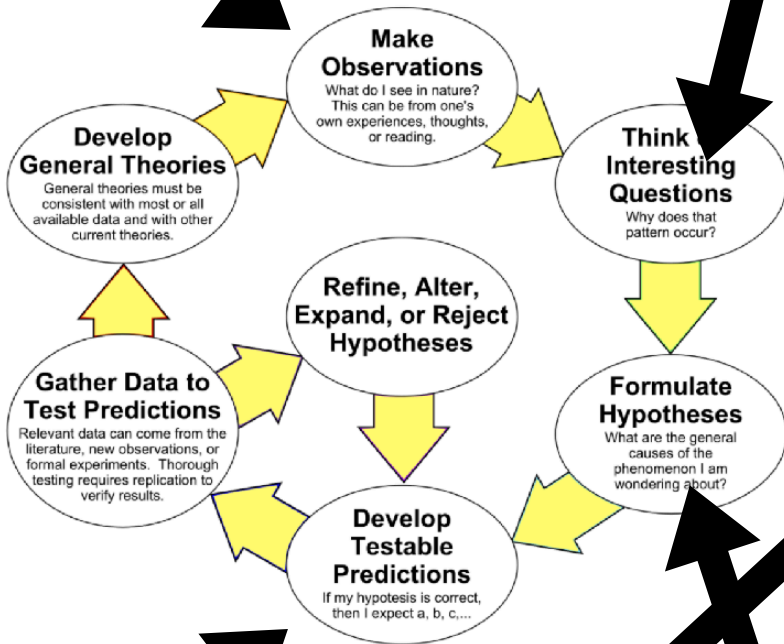 Make
Observations
What do I see in nature?
This can be from one's
own experiences, thoughts,
or reading.
Think
Interesting
Questions
Why does that
pattern occur?
Formulate
Hypotheses
What are the general
causes of the
phenomenon I am
wondering about?
Develop
Testable
Predictions
If my hypotesis is correct,
then I expect a, b, c,...
Gather Data to
Test Predictions
Relevant data can come from the
literature, new observations, or
formal experiments. Thorough
testing requires replication to
verify results.
Refine, Alter,
Expand, or Reject
Hypotheses
Develop
General Theories
General theories must be
consistent with most or all
available data and with other
current theories.